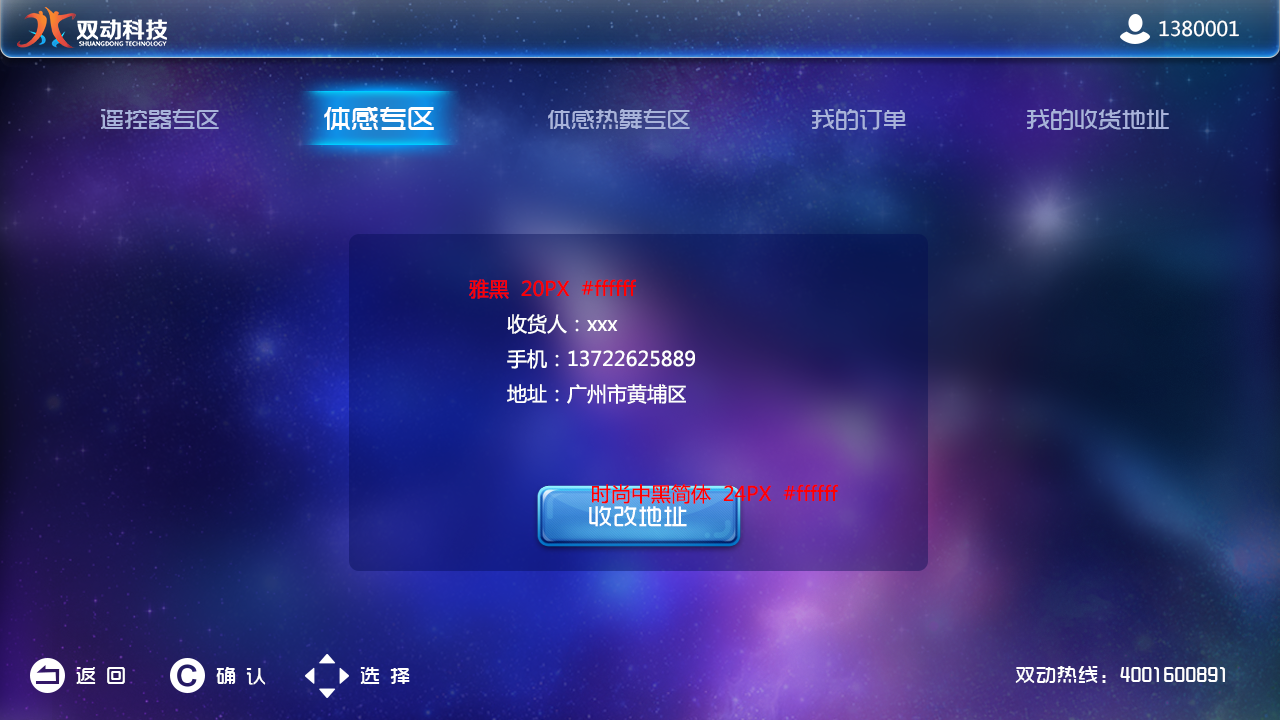 双动科技
SHUANGDONG TECHNOLOGY
1380001
遥控器专区 体感专区 体感热舞专区 我的订单 我的收货地址
雅黑 20PX #ffffff
收货人：xxx
手机：13722625889
地址：广州市黄埔区
时尚中黑简体 24PX #ffffff
收改地址
返回 C 确认 选择 双动热线：4001600891